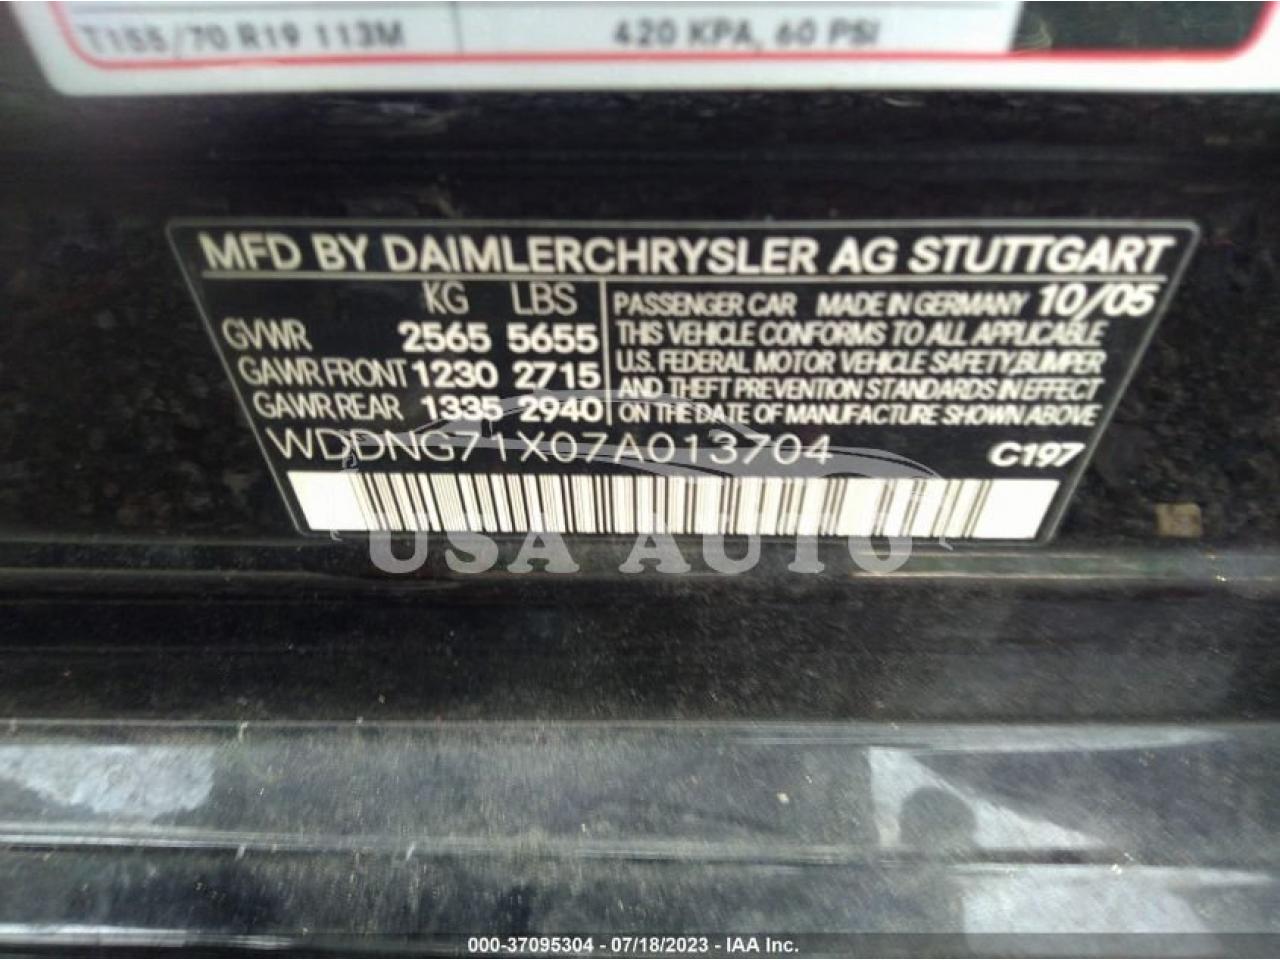 T155/70 R19 113M 420 KPA, 60 PSI
MFD BY DAIMLERCHRYSLER AG STUTTGART
KG LBS
PASSENGER CAR MADE IN GERMANY 10/05
GVWR 2565 5655
THIS VEHICLE CONFORMS TO ALL APPLICABLE
U.S. FEDERAL MOTOR VEHICLE SAFETY, BUMPER
GAWR FRONT 1230 2715
AND THEFT PREVENTION STANDARDS IN EFFECT
GAWR REAR 1335 2940
ON THE DATE OF MANUFACTURE SHOWN ABOVE
WDDNG71X07A013704 C197
USA AUTO
000-37095304 - 07/18/2023 - IAA Inc.